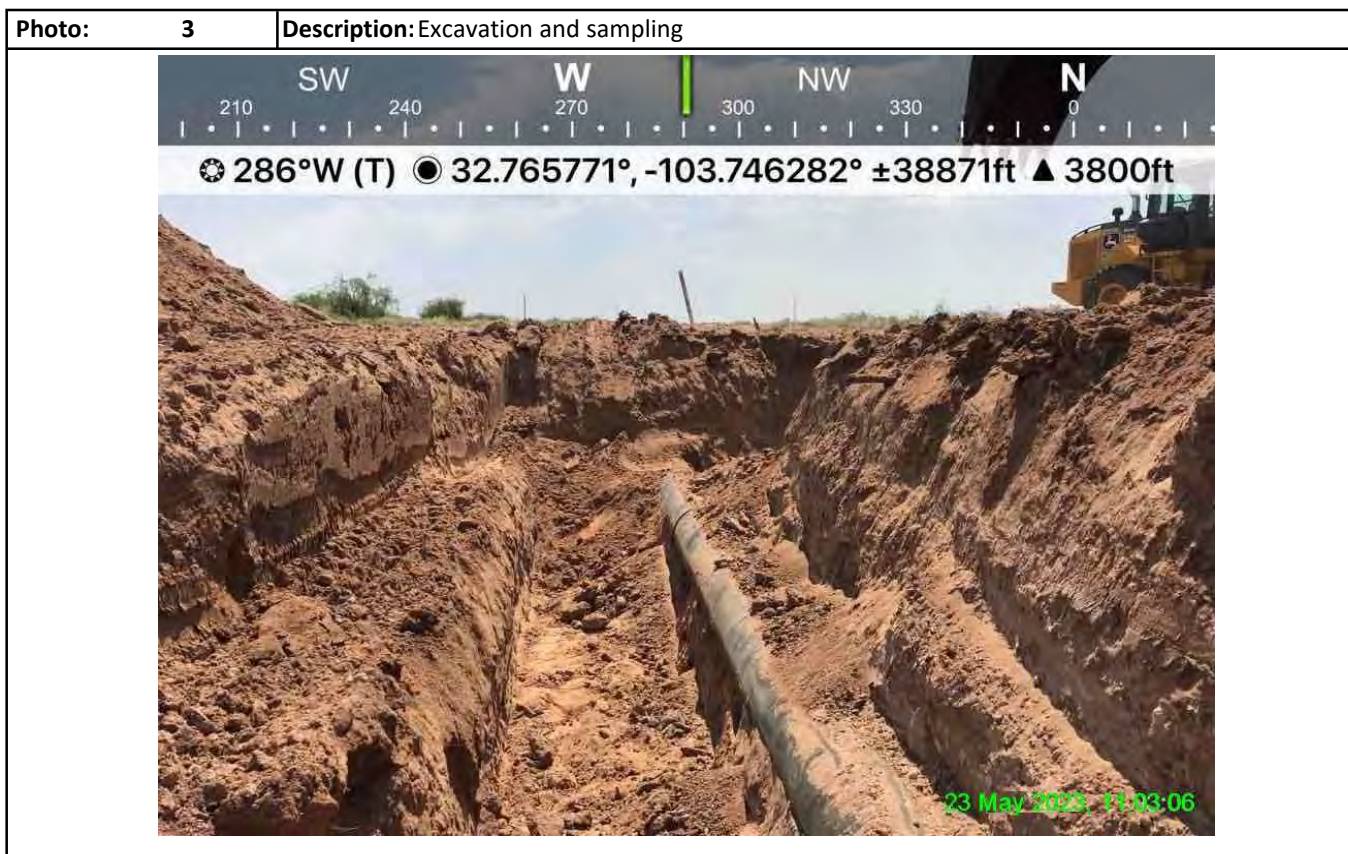 Photo: 3 Description: Excavation and sampling
SW W NW N
210 240 270 300 330 0
286°W (T) 32.765771°, -103.746282° ±38871ft ▲ 3800ft
23 May 2023, 11:03:06